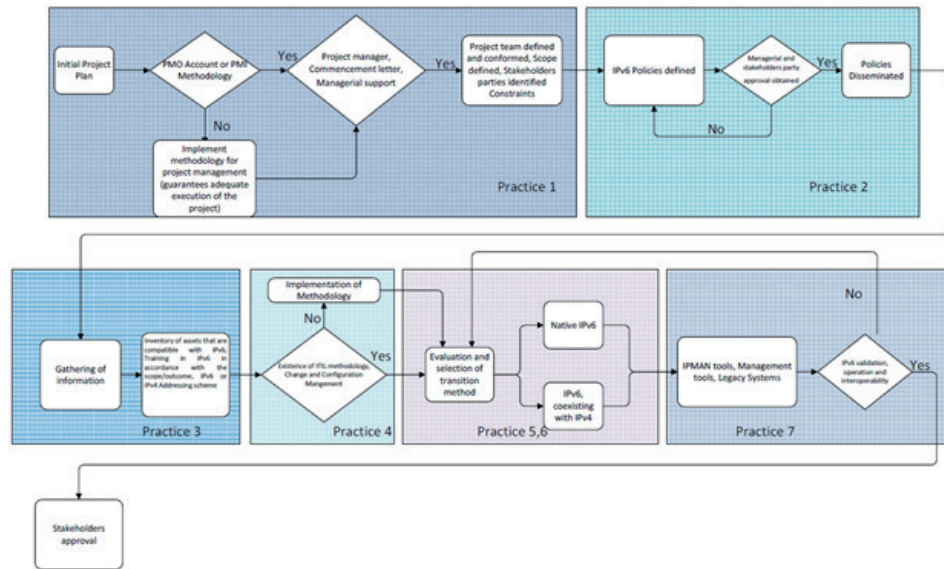 Initial Project
Plan
PMO Account or PMI
Methodology
Yes
No
Implement
methodology for
project management
(guarantees adequate
execution of the
project)
Project manager,
Commencement letter,
Managerial support
Yes
Project team defined
and conformed, Scope
defined, Stakeholders
parties identified
Constraints
Practice 1
IPv6 Policies defined
Managerial and
stakeholders party
approval obtained
Yes
No
Policies
Disseminated
Practice 2
Gathering of
information
Inventory of assets that are
compatible with IPv6,
Training in IPv6 in
accordance with the
scope/outcome, IPv6 or
IPv4 Addressing scheme
Practice 3
Implementation of
Methodology
No
Existence of ITIL methodology,
Change and Configuration
Mangement
Yes
Practice 4
Evaluation and
selection of
transition
method
Native IPv6
IPv6,
coexisting
with IPv4
Practice 5,6
IPMAN tools, Management
tools, Legacy Systems
No
IPv6 validation,
operation and
interoperability
Yes
Practice 7
Stakeholders
approval